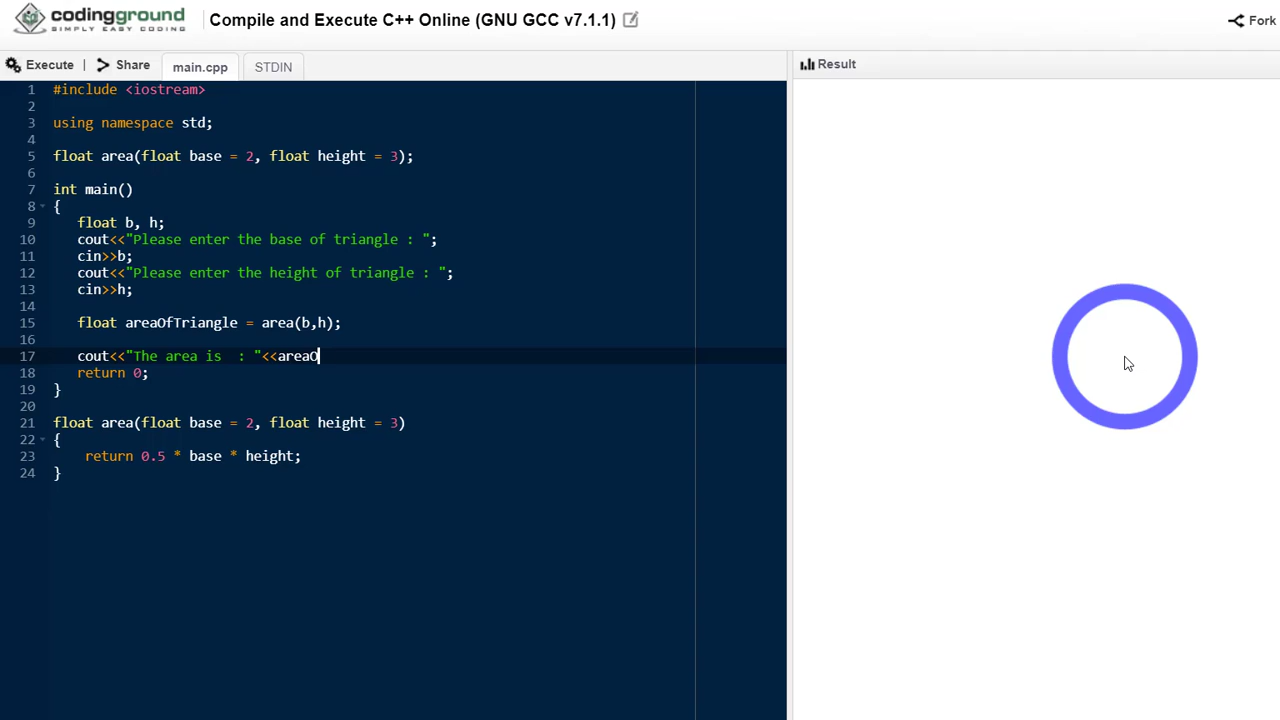 codingground
SIMPLY EASY CODING
Compile and Execute C++ Online (GNU GCC v7.1.1)
Fork
Execute | Share main.cpp STDIN
Result
1 #include <iostream>
2
3 using namespace std;
4
5 float area(float base = 2, float height = 3);
6
7 int main()
8 {
9 float b, h;
10 cout<<"Please enter the base of triangle : ";
11 cin>>b;
12 cout<<"Please enter the height of triangle : ";
13 cin>>h;
14
15 float areaOfTriangle = area(b,h);
16
17 cout<<"The area is  : "<<areaO
18 return 0;
19 }
20
21 float area(float base = 2, float height = 3)
22 {
23 return 0.5 * base * height;
24 }